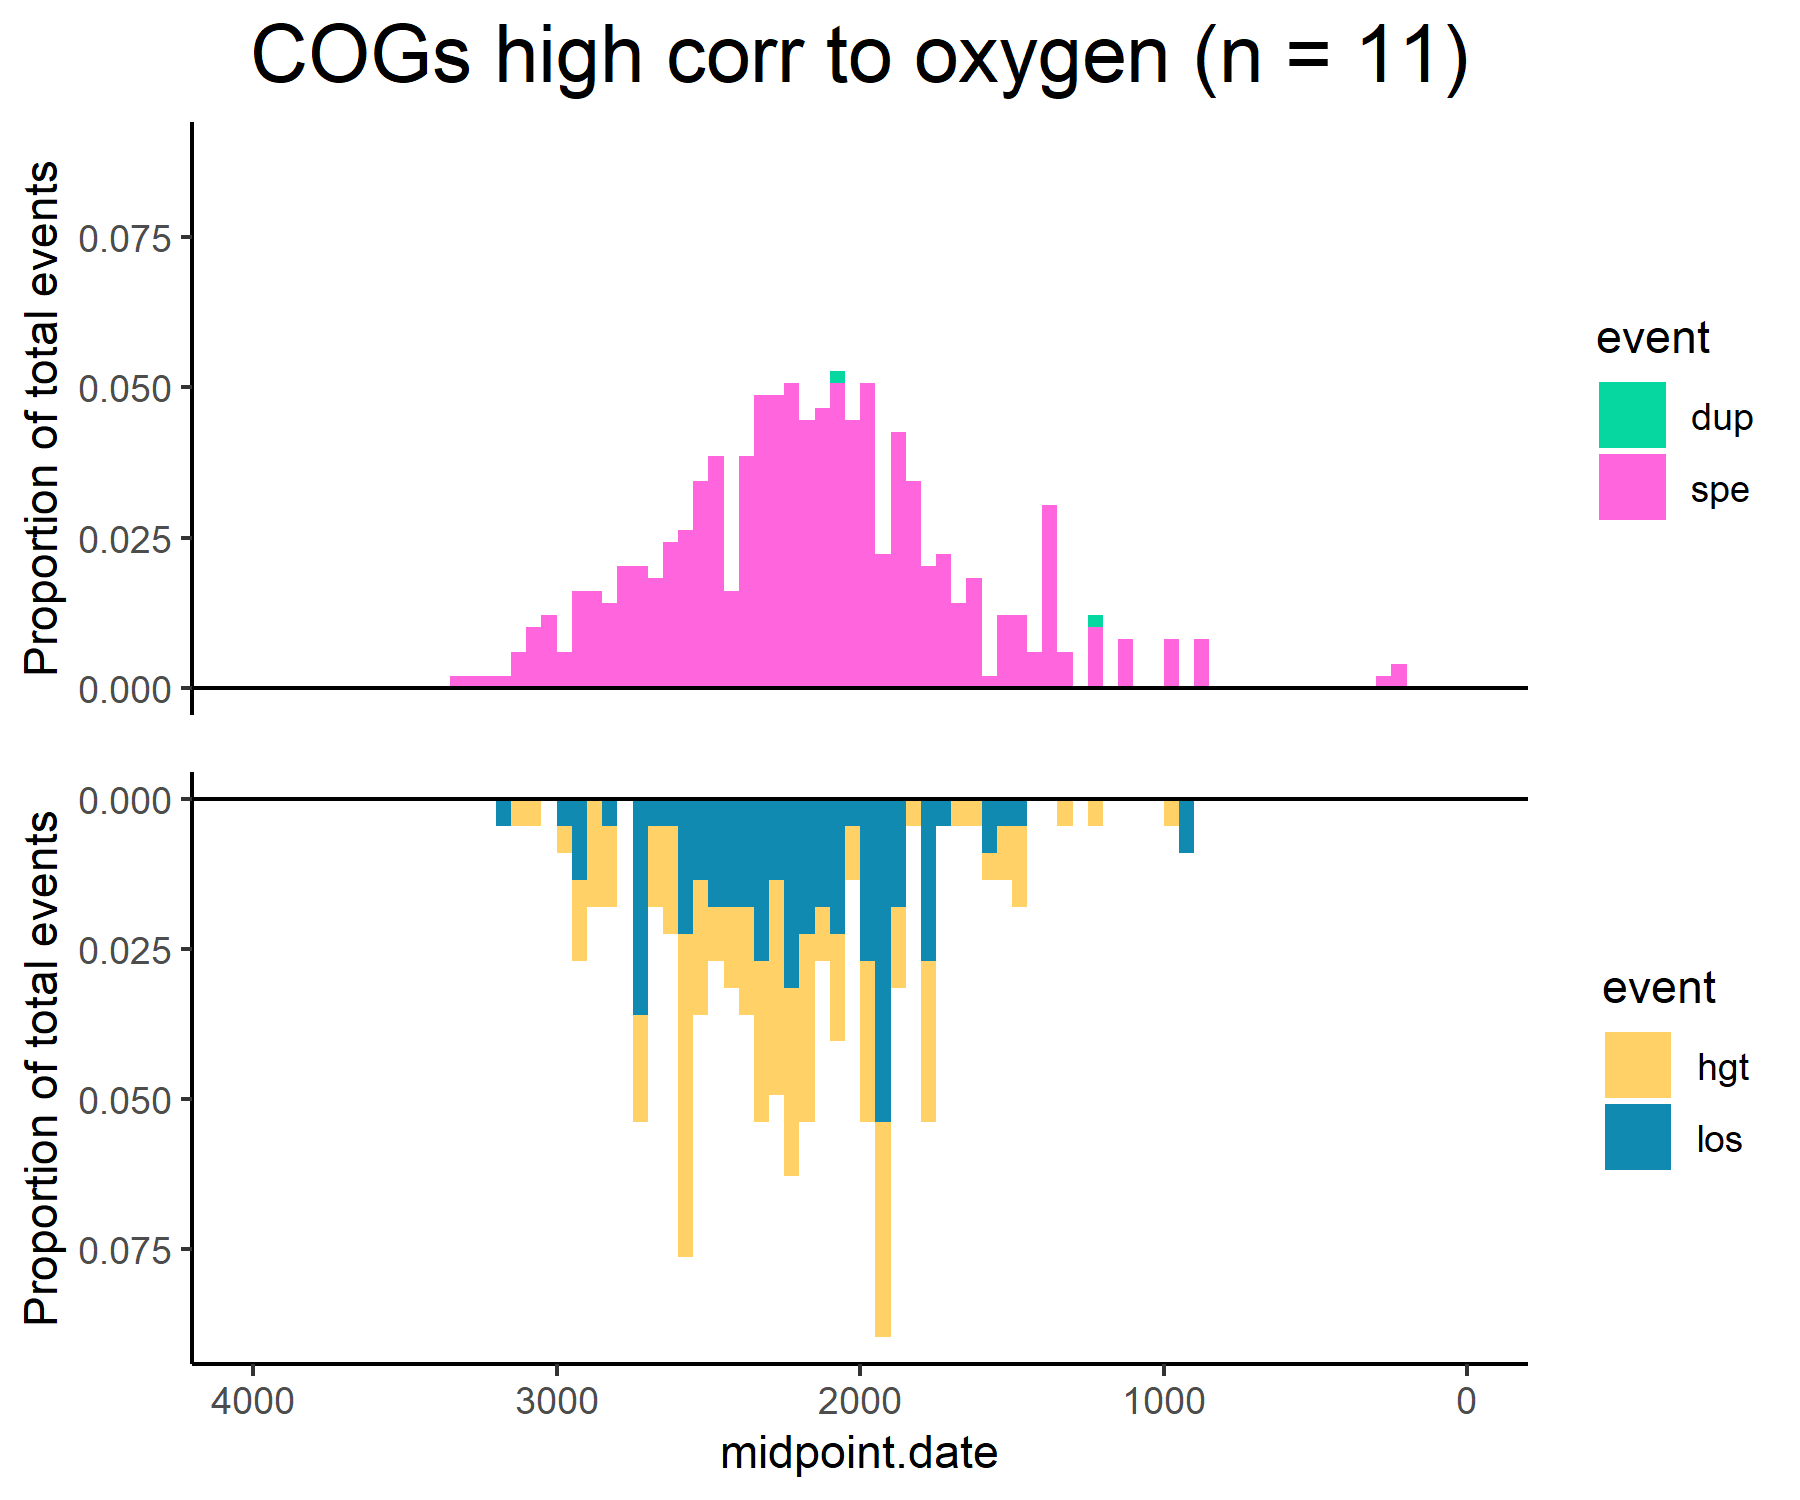 COGs high corr to oxygen (n = 11)
Proportion of total events
0.075
0.050
0.025
0.000
event
dup
spe
Proportion of total events
0.000
0.025
0.050
0.075
event
hgt
los
4000 3000 2000 1000 0
midpoint.date